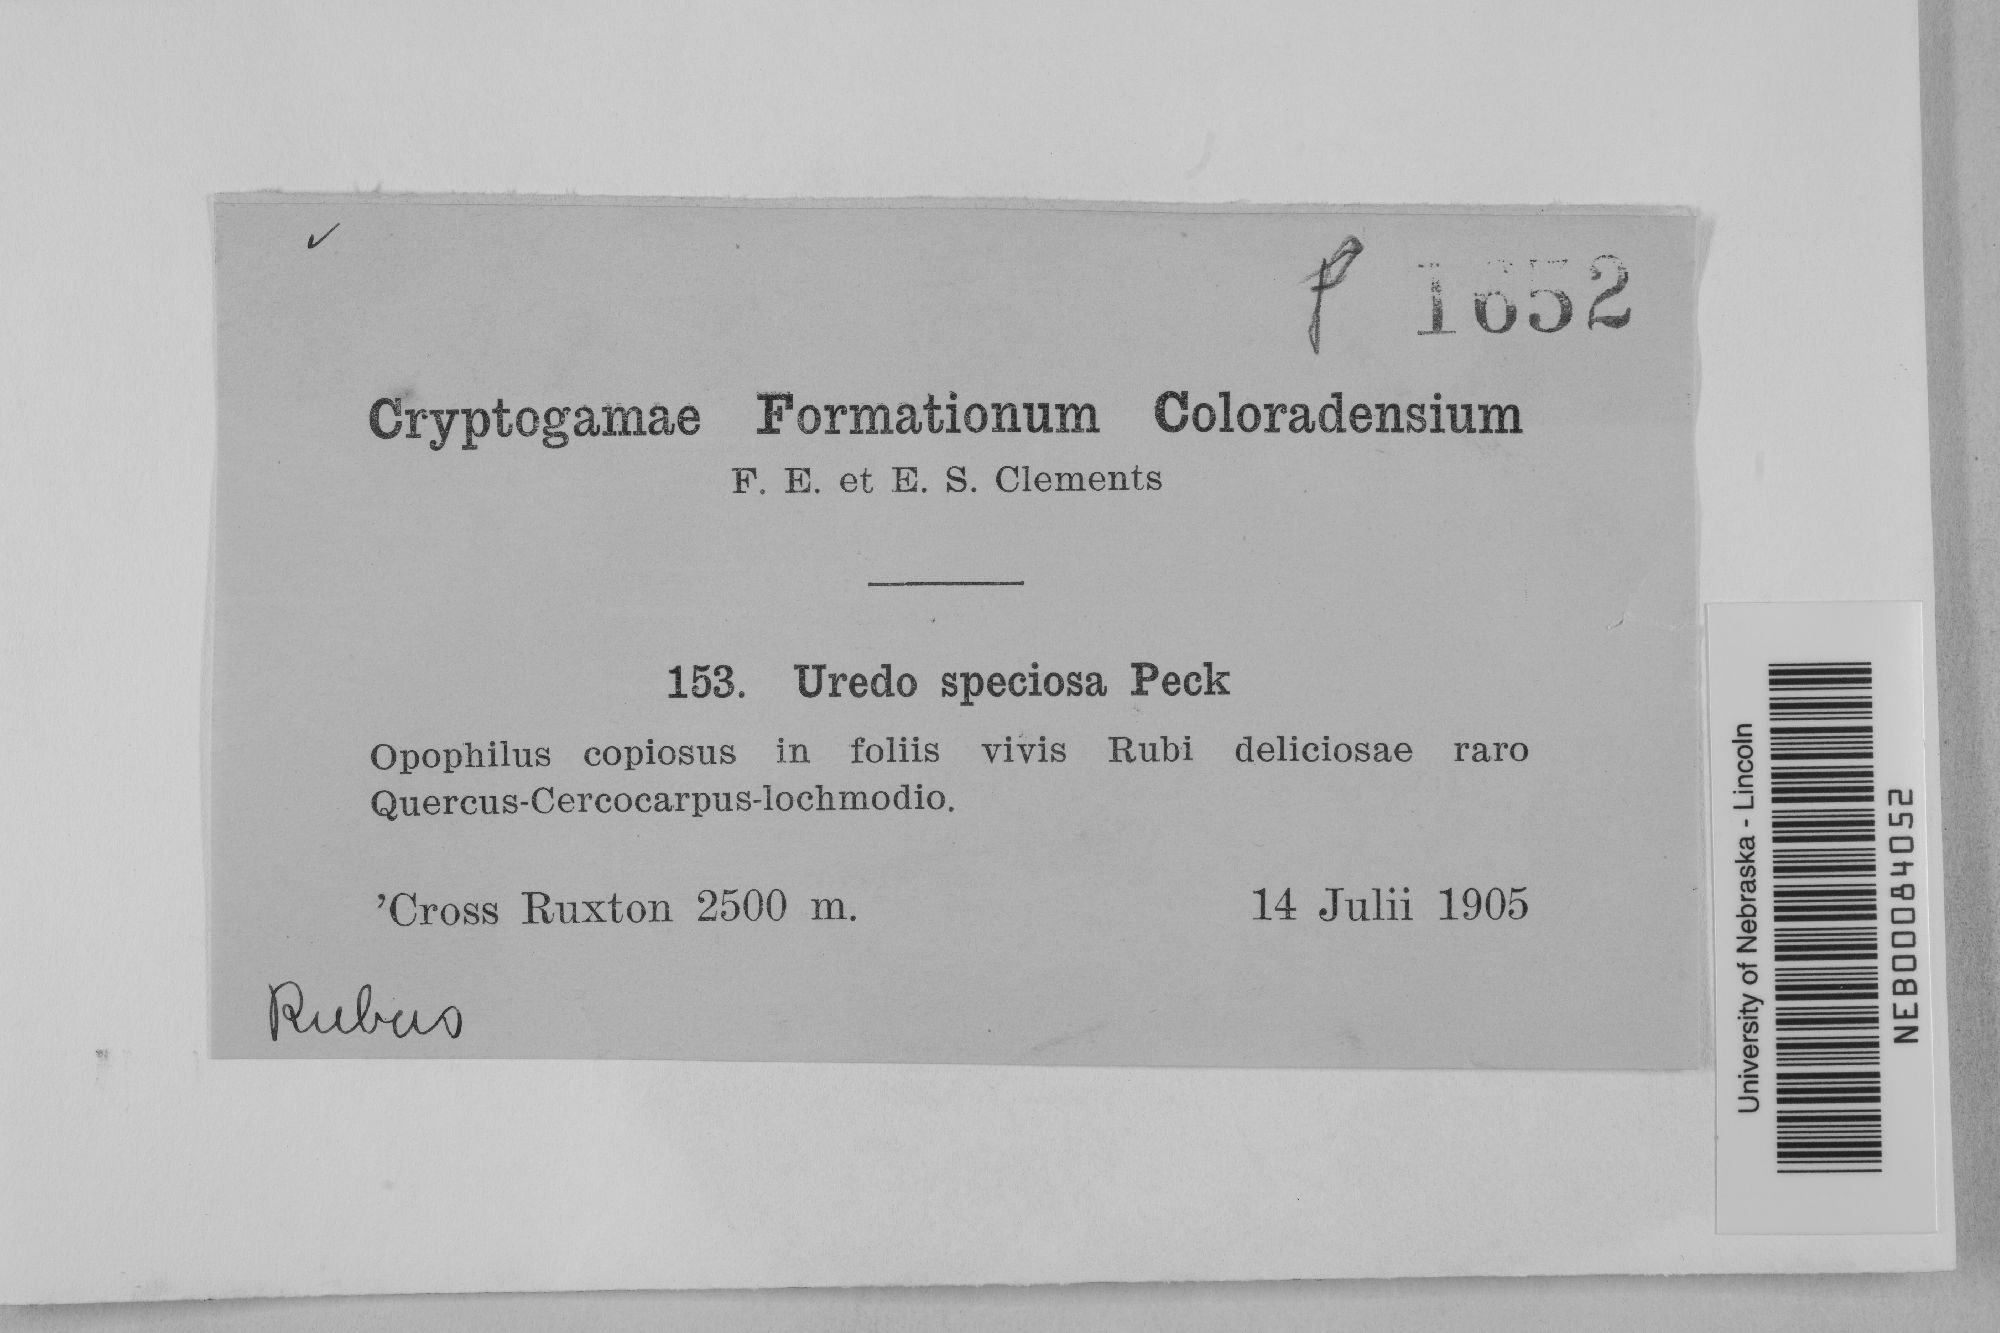 ✓
P 1652
Cryptogamae Formationum Coloradensium
F. E. et E. S. Clements
153. Uredo speciosa Peck
Opophilus copiosus in foliis vivis Rubi deliciosae raro
Quercus-Cercocarpus-lochmodio.
’Cross Ruxton 2500 m. 14 Julii 1905
Rubus
University of Nebraska - Lincoln
NEB00084052